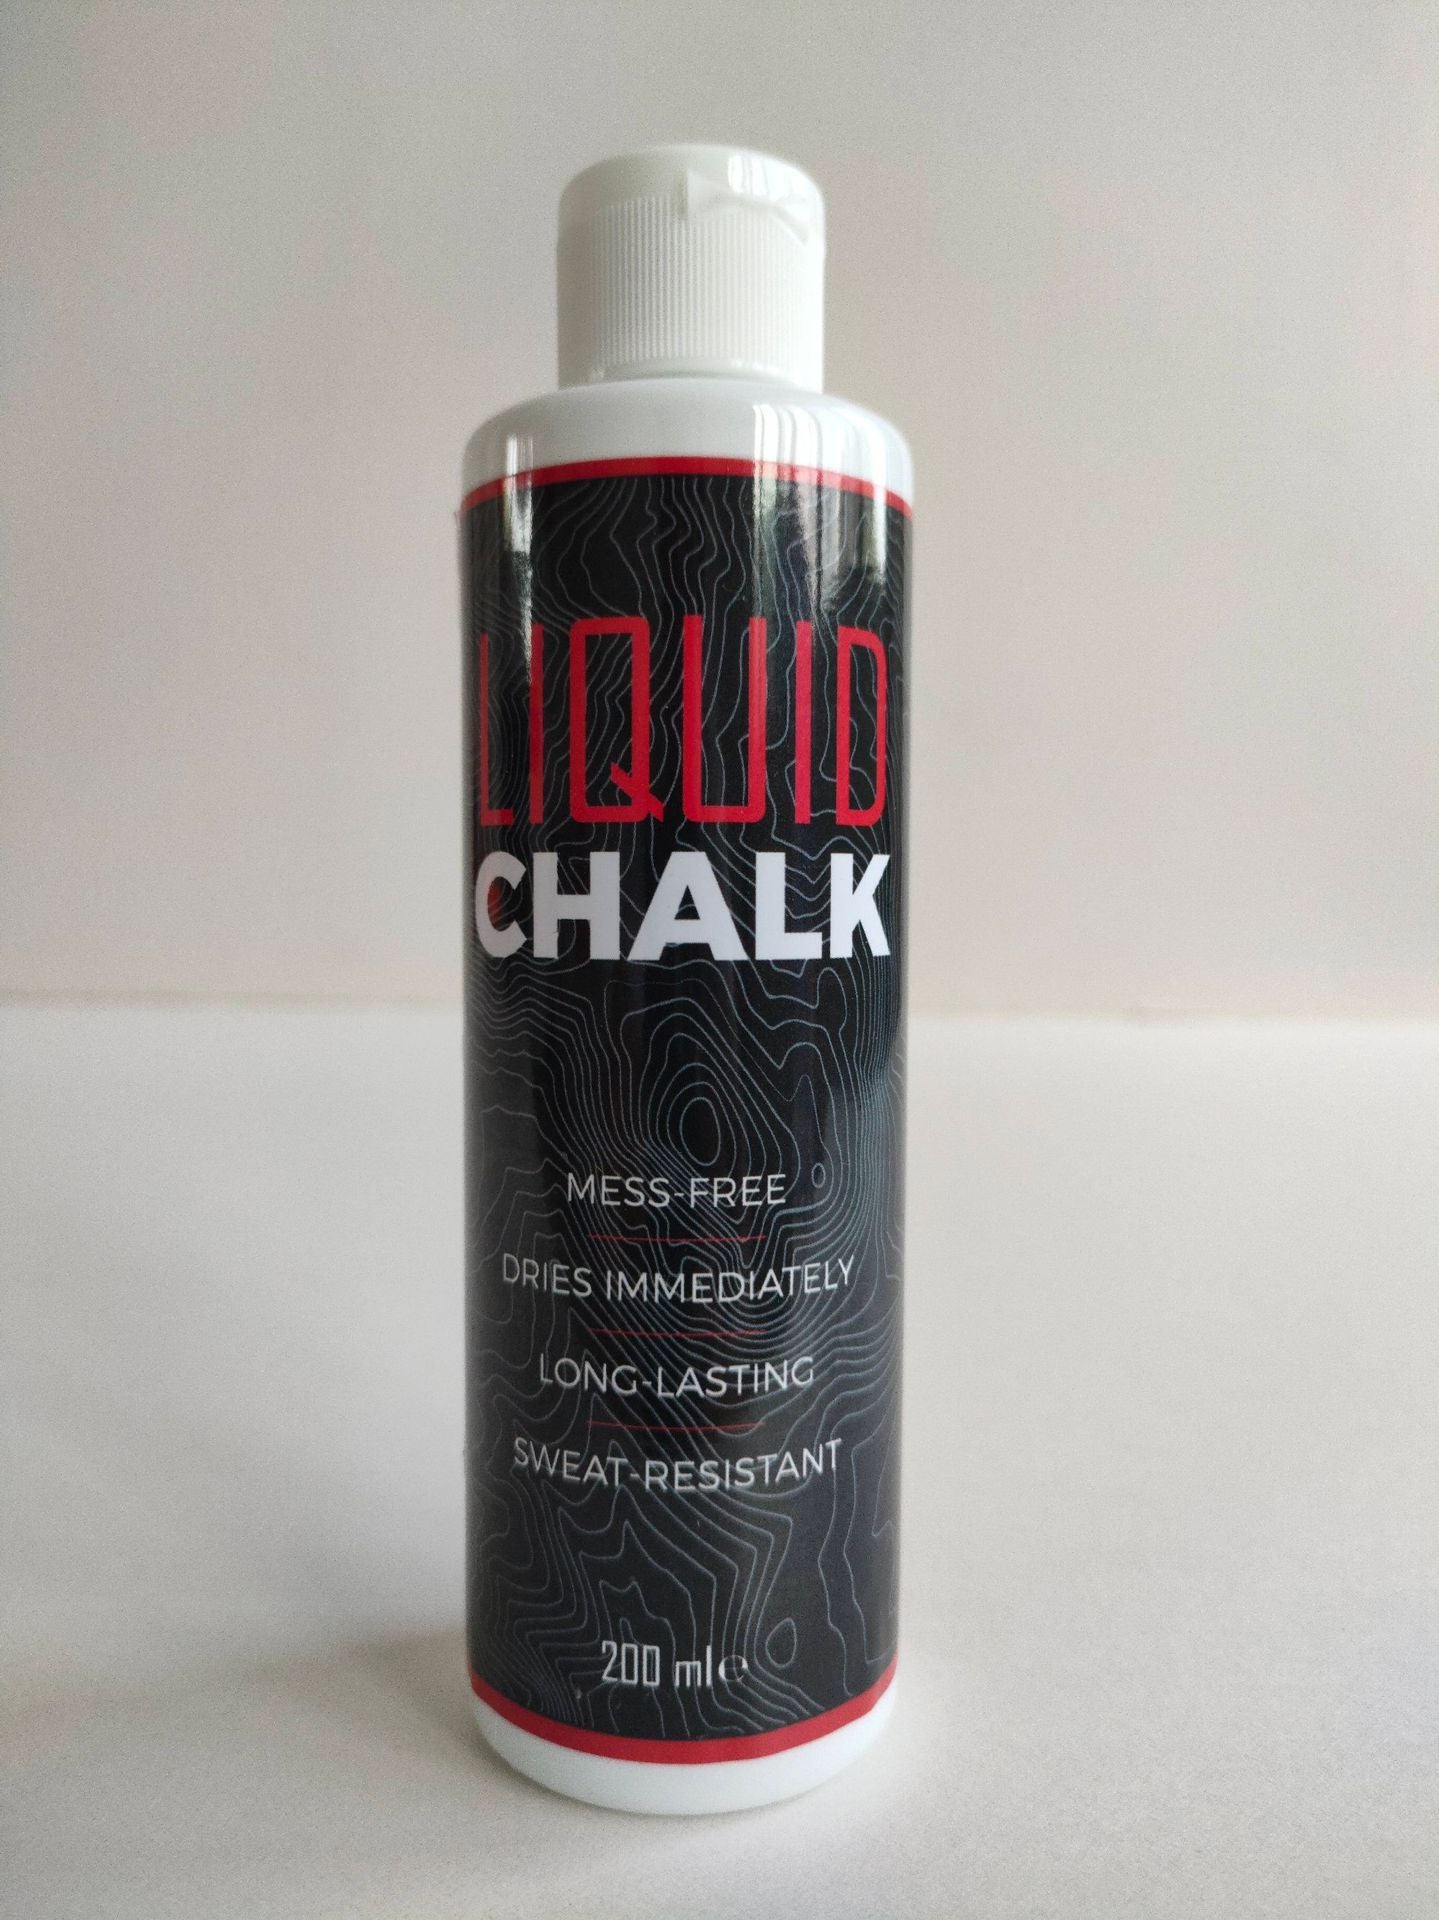 LIQUID
CHALK
MESS-FREE
DRIES IMMEDIATELY
LONG-LASTING
SWEAT-RESISTANT
200 ml℮